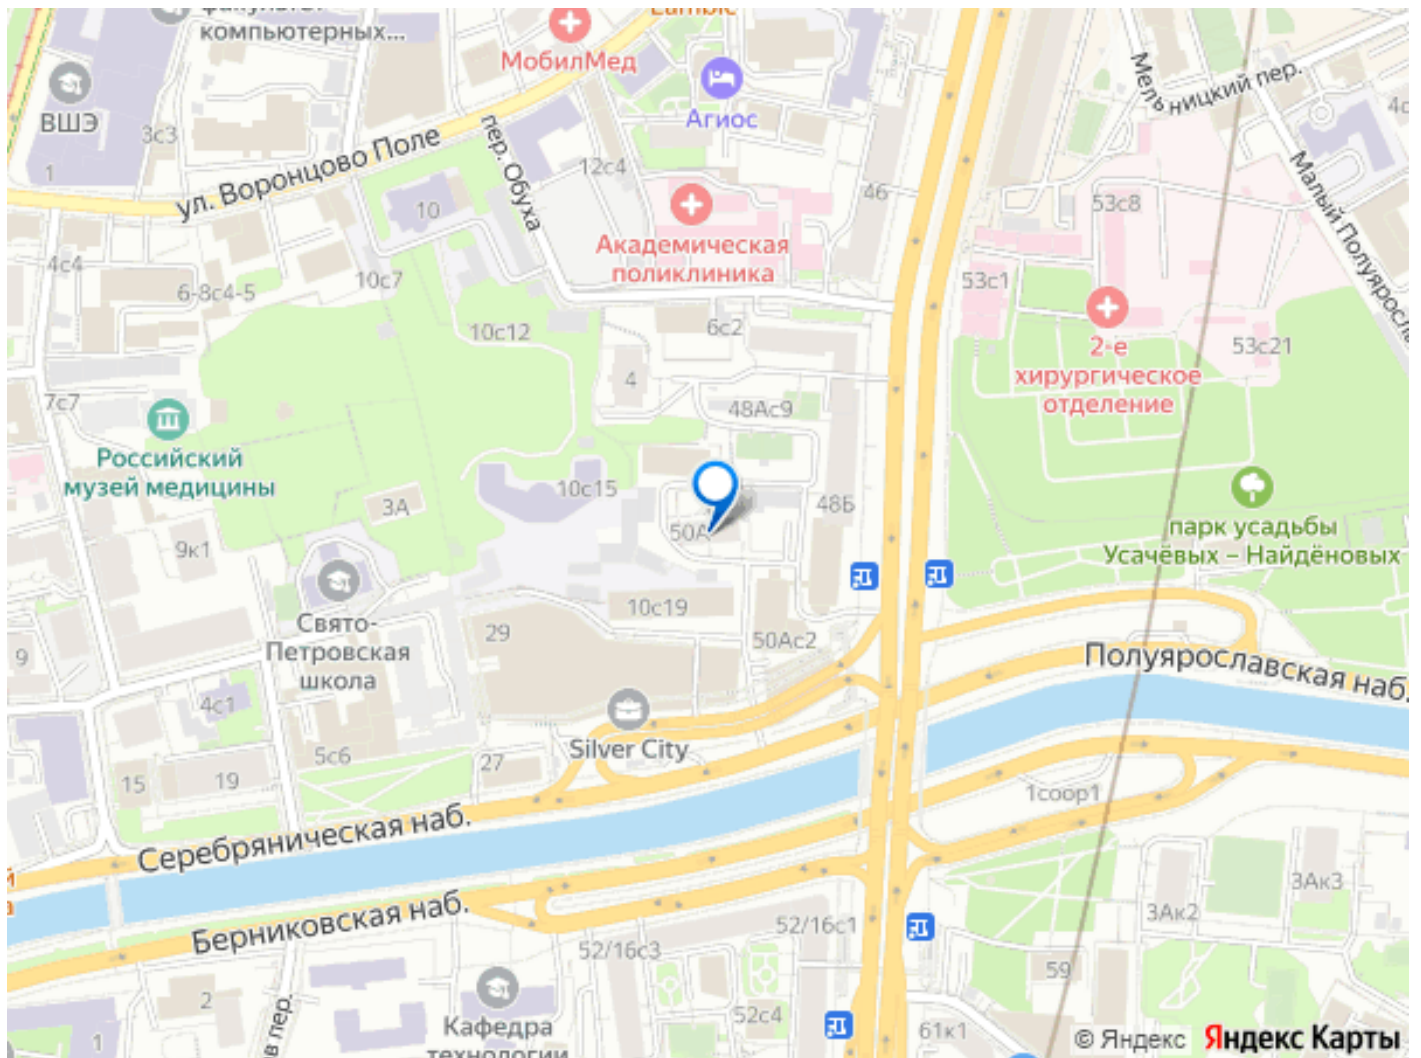 компьютерных...
МобилМед
ВШЭ
3с3
1
ул. Воронцово Поле
пер. Обуха
Агиос
12с4
46
Мельницкий пер.
Малый Полуяросла
10
Академическая
поликлиника
53с8
4с4
6-8с4-5
10с7
10с12
6с2
53с1
2-е
хирургическое
отделение
53с21
4
7с7
48Ас9
Российский
музей медицины
3А
10с15
50А
48Б
парк усадьбы
Усачёвых – Найдёновых
9к1
Свято-
Петровская
школа
29
10с19
50Ас2
9
4с1
Полуярославская наб.
Silver City
5с6
27
15
19
1соор1
Серебряническая наб.
Берниковская наб.
3Ак3
3Ак2
52/16с1
52/16с3
59
2
52с4
61к1
1
в пер.
Кафедра
технологии
© Яндекс Яндекс Карты